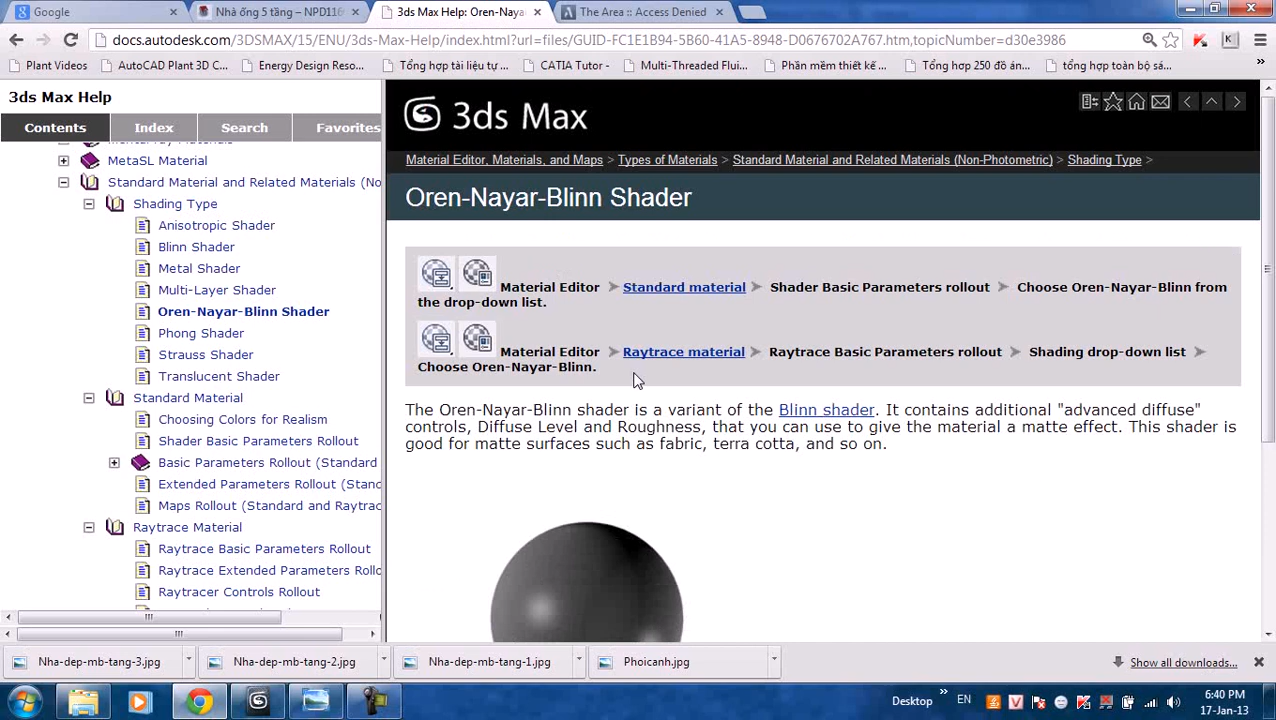 Google
Nhà ống 5 tầng – NPD116
3ds Max Help: Oren-Naya
The Area :: Access Denied
docs.autodesk.com/3DSMAX/15/ENU/3ds-Max-Help/index.html?url=files/GUID-FC1E1B94-5B60-41A5-8948-D0676702A767.htm,topicNumber=d30e3986
Plant Videos
AutoCAD Plant 3D C...
Energy Design Reso...
Tổng hợp tài liệu tự ...
CATIA Tutor -
Multi-Threaded Flui...
Phần mềm thiết kế ...
Tổng hợp 250 đồ án...
tổng hợp toàn bộ sá...
3ds Max Help
Contents
Index
Search
Favorites
MetaSL Material
Standard Material and Related Materials (No
Shading Type
Anisotropic Shader
Blinn Shader
Metal Shader
Multi-Layer Shader
Oren-Nayar-Blinn Shader
Phong Shader
Strauss Shader
Translucent Shader
Standard Material
Choosing Colors for Realism
Shader Basic Parameters Rollout
Basic Parameters Rollout (Standard
Extended Parameters Rollout (Stand
Maps Rollout (Standard and Raytrac
Raytrace Material
Raytrace Basic Parameters Rollout
Raytrace Extended Parameters Rollo
Raytracer Controls Rollout
3ds Max
Material Editor, Materials, and Maps > Types of Materials > Standard Material and Related Materials (Non-Photometric) > Shading Type >
Oren-Nayar-Blinn Shader
Material Editor Standard material Shader Basic Parameters rollout Choose Oren-Nayar-Blinn from
the drop-down list.
Material Editor Raytrace material Raytrace Basic Parameters rollout Shading drop-down list
Choose Oren-Nayar-Blinn.
The Oren-Nayar-Blinn shader is a variant of the Blinn shader. It contains additional "advanced diffuse"
controls, Diffuse Level and Roughness, that you can use to give the material a matte effect. This shader is
good for matte surfaces such as fabric, terra cotta, and so on.
Nha-dep-mb-tang-3.jpg
Nha-dep-mb-tang-2.jpg
Nha-dep-mb-tang-1.jpg
Phoicanh.jpg
Show all downloads...
Desktop
EN
6:40 PM
17-Jan-13